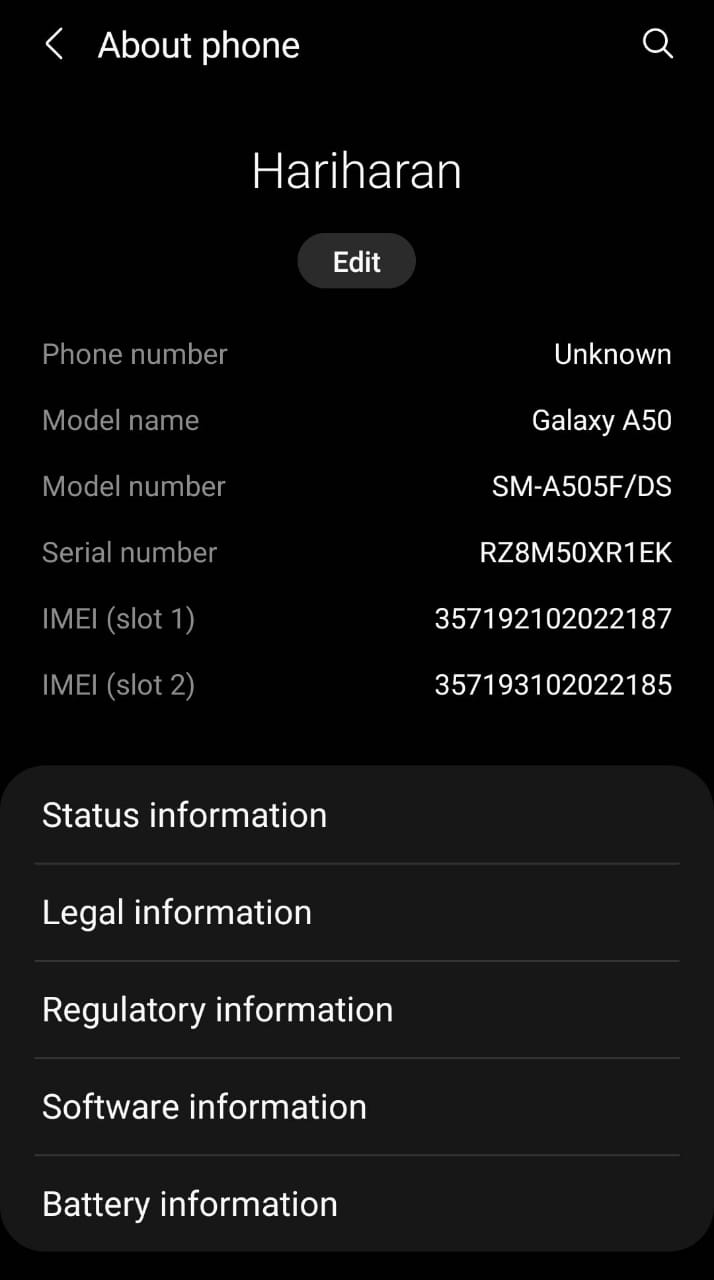 About phone
Hariharan
Edit
Phone number Unknown
Model name Galaxy A50
Model number SM-A505F/DS
Serial number RZ8M50XR1EK
IMEI (slot 1) 357192102022187
IMEI (slot 2) 357193102022185
Status information
Legal information
Regulatory information
Software information
Battery information